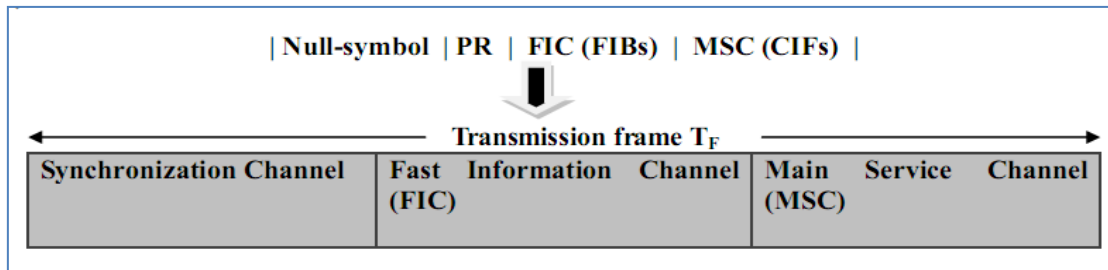 | Null-symbol | PR | FIC (FIBs) | MSC (CIFs) |
Transmission frame T_F
Synchronization Channel
Fast Information Channel
(FIC)
Main Service Channel
(MSC)